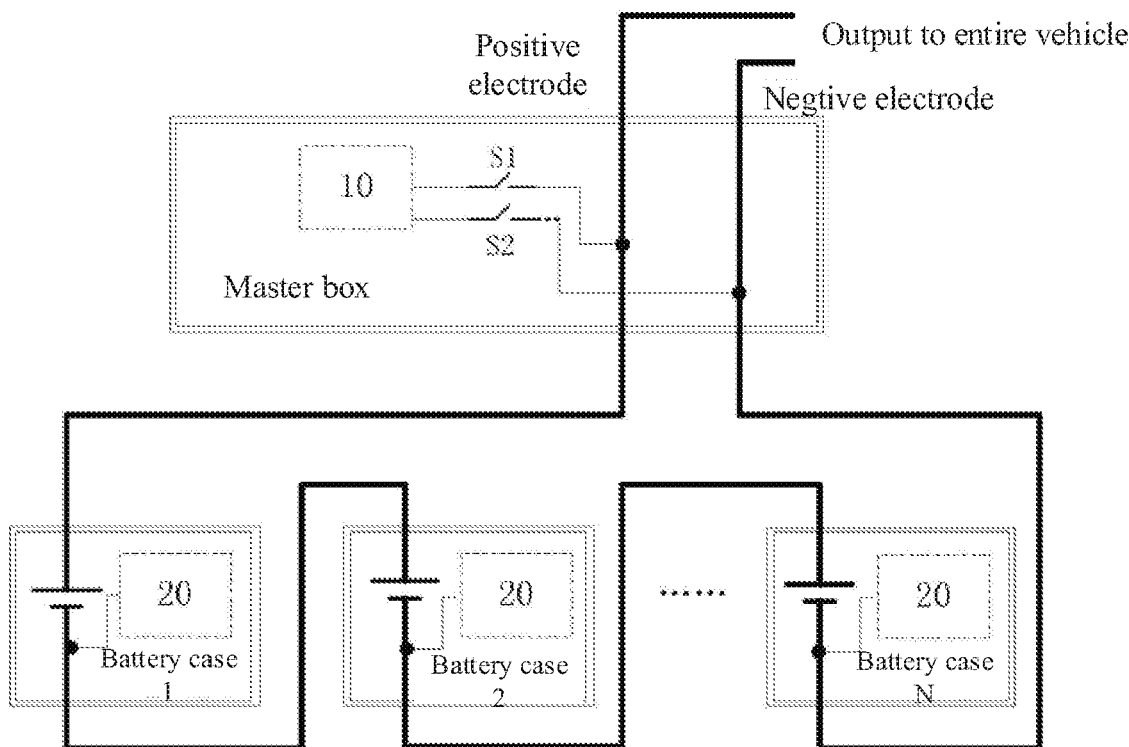 Positive
electrode
Output to entire vehicle
Negtive electrode
S1
10
S2
Master box
20
Battery case
1
20
Battery case
2
......
20
Battery case
N